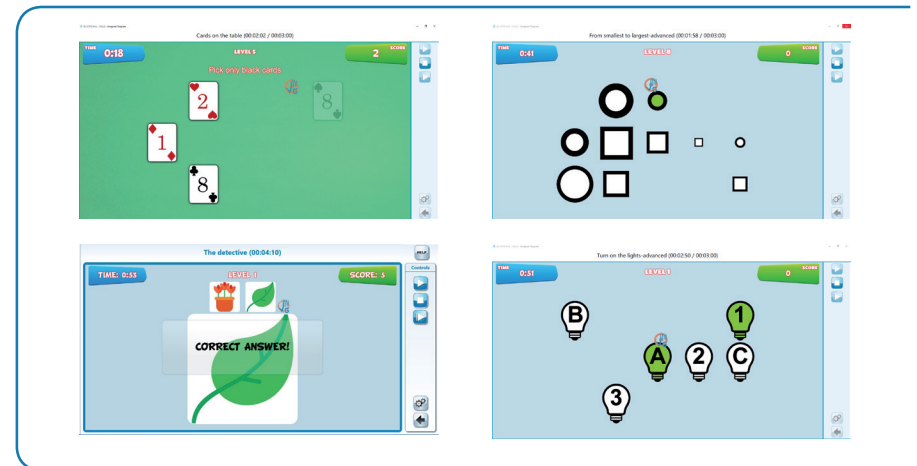 Cards on the table (00:02:02 / 00:03:00)
TIME
0:18
LEVEL 5
SCORE
2
Pick only black cards
2
8
1
8
From smallest to largest-advanced (00:01:58 / 00:03:00)
TIME
0:41
LEVEL 8
SCORE
0
The detective (00:04:10)
HELP
TIME: 0:53
LEVEL 1
SCORE: 5
Controls
CORRECT ANSWER!
Turn on the lights-advanced (00:02:50 / 00:03:00)
TIME
0:51
LEVEL 1
SCORE
0
B
1
A
2
C
3